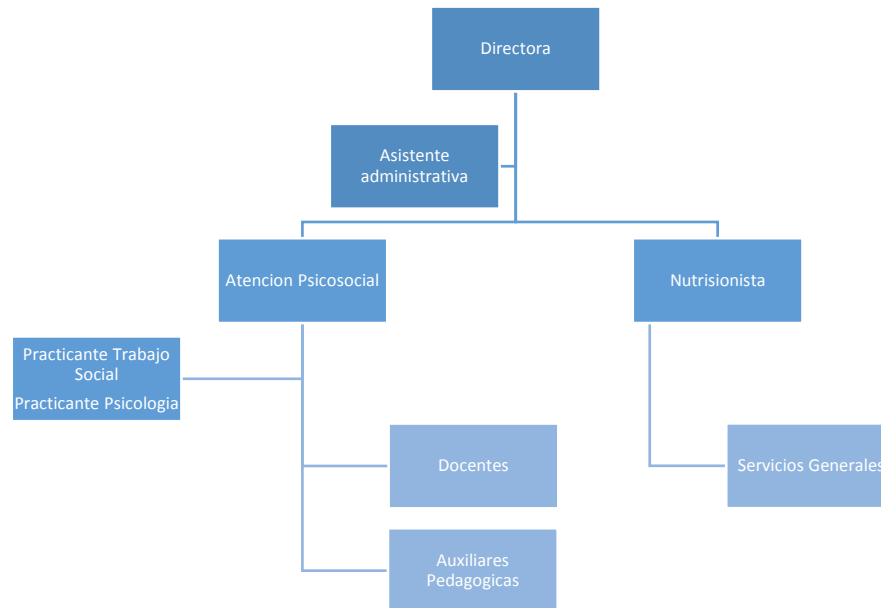 Directora
Asistente
administrativa
Atencion Psicosocial
Nutrisionista
Practicante Trabajo
Social
Practicante Psicologia
Docentes
Servicios Generales
Auxiliares
Pedagogicas